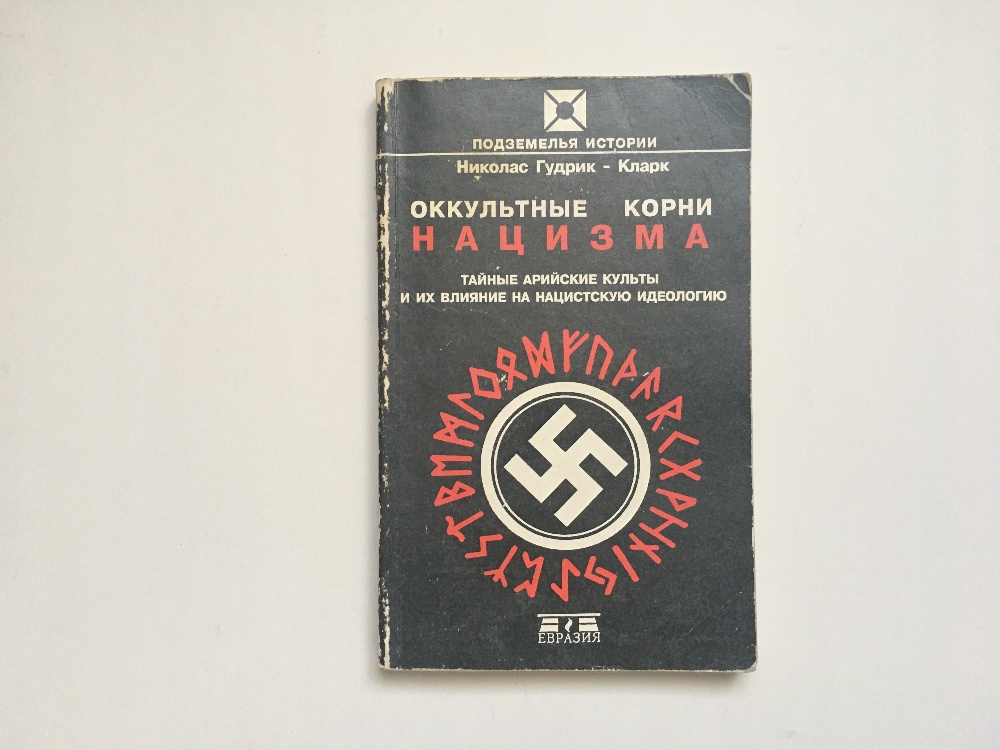 ПОДЗЕМЕЛЬЯ ИСТОРИИ
Николас Гудрик - Кларк
ОККУЛЬТНЫЕ КОРНИ
НАЦИЗМА
ТАЙНЫЕ АРИЙСКИЕ КУЛЬТЫ
И ИХ ВЛИЯНИЕ НА НАЦИСТСКУЮ ИДЕОЛОГИЮ
ЕВРАЗИЯ